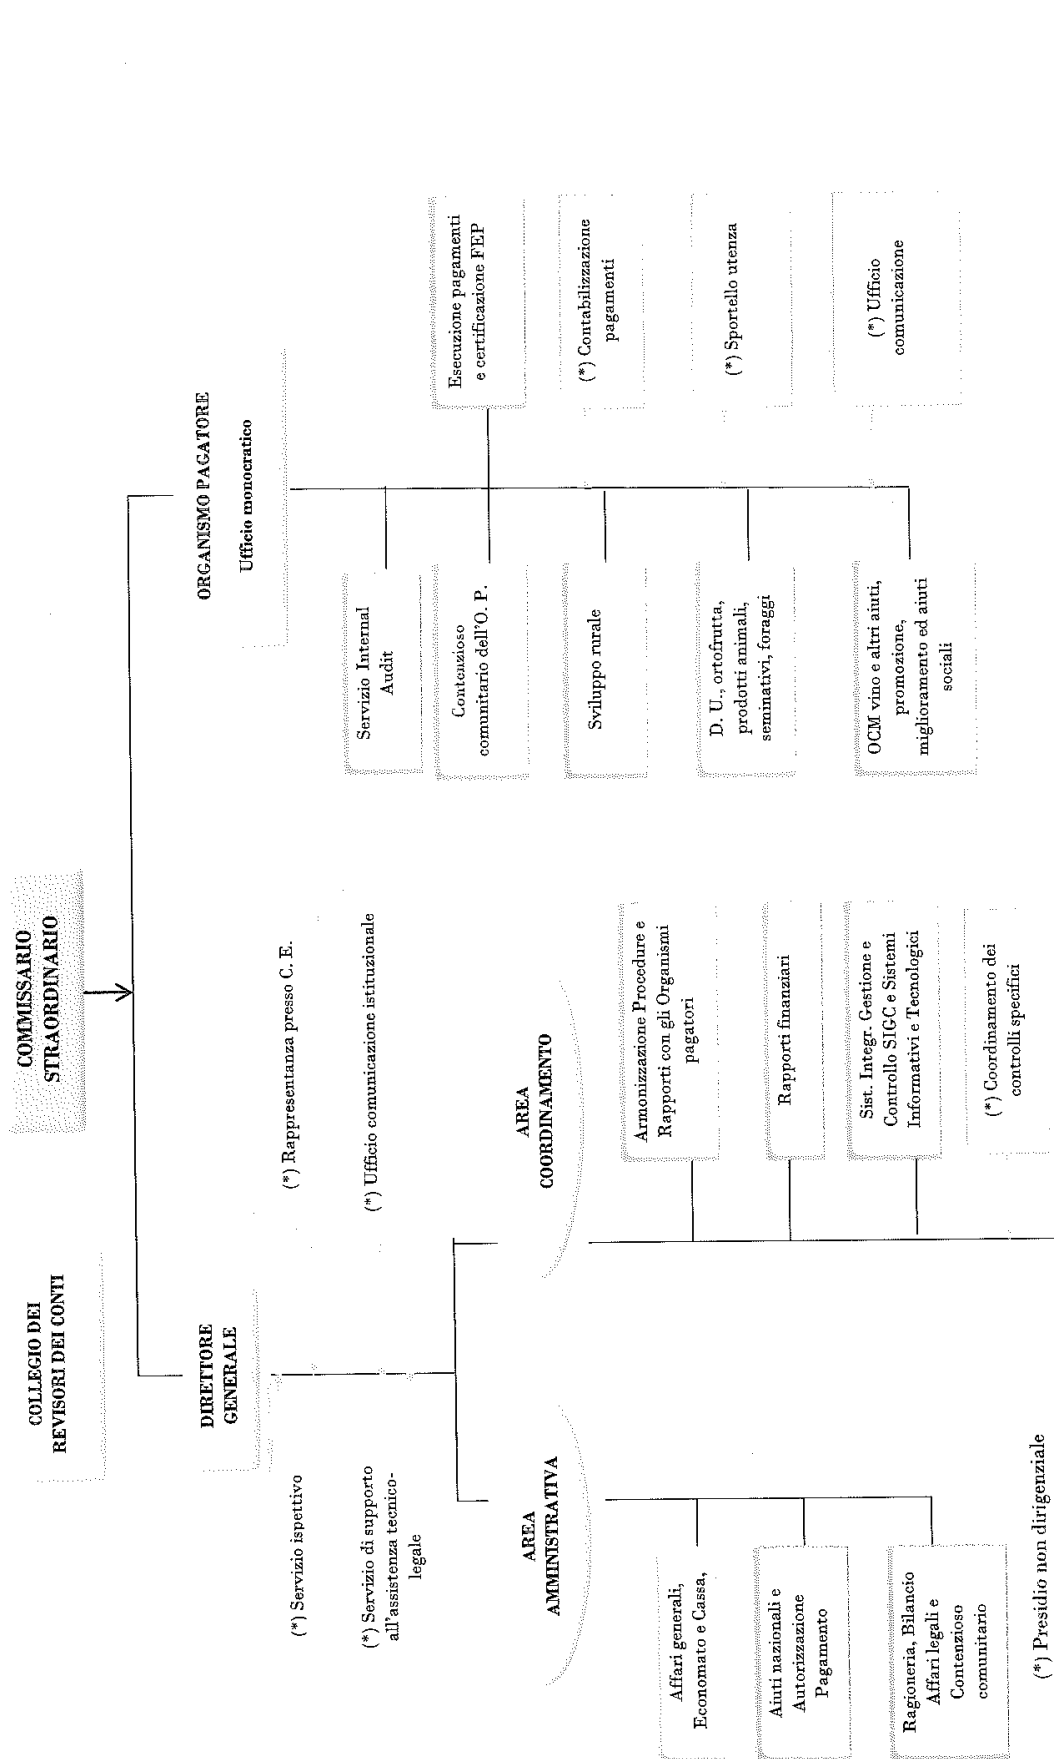 COLLEGIO DEI
REVISORI DEI CONTI
COMMISSARIO
STRAORDINARIO
DIRETTORE
GENERALE
ORGANISMO PAGATORE
Ufficio monocratico
(*) Servizio ispettivo
(*) Rappresentanza presso C. E.
(*) Servizio di supporto
all'assistenza tecnico-
legale
(*) Ufficio comunicazione istituzionale
AREA
AMMINISTRATIVA
AREA
COORDINAMENTO
Affari generali,
Economato e Cassa,
Aiuti nazionali e
Autorizzazione
Pagamento
Ragioneria, Bilancio
Affari legali e
Contenzioso
comunitario
Armonizzazione Procedure e
Rapporti con gli Organismi
pagatori
Rapporti finanziari
Sist. Integr. Gestione e
Controllo SIGC e Sistemi
Informativi e Tecnologici
(*) Coordinamento dei
controlli specifici
Servizio Internal
Audit
Contenzioso
comunitario dell'O. P.
Sviluppo rurale
D. U., ortofrutta,
prodotti animali,
seminativi, foraggi
OCM vino e altri aiuti,
promozione,
miglioramento ed aiuti
sociali
Esecuzione pagamenti
e certificazione FEP
(*) Contabilizzazione
pagamenti
(*) Sportello utenza
(*) Ufficio
comunicazione
(*) Presidio non dirigenziale